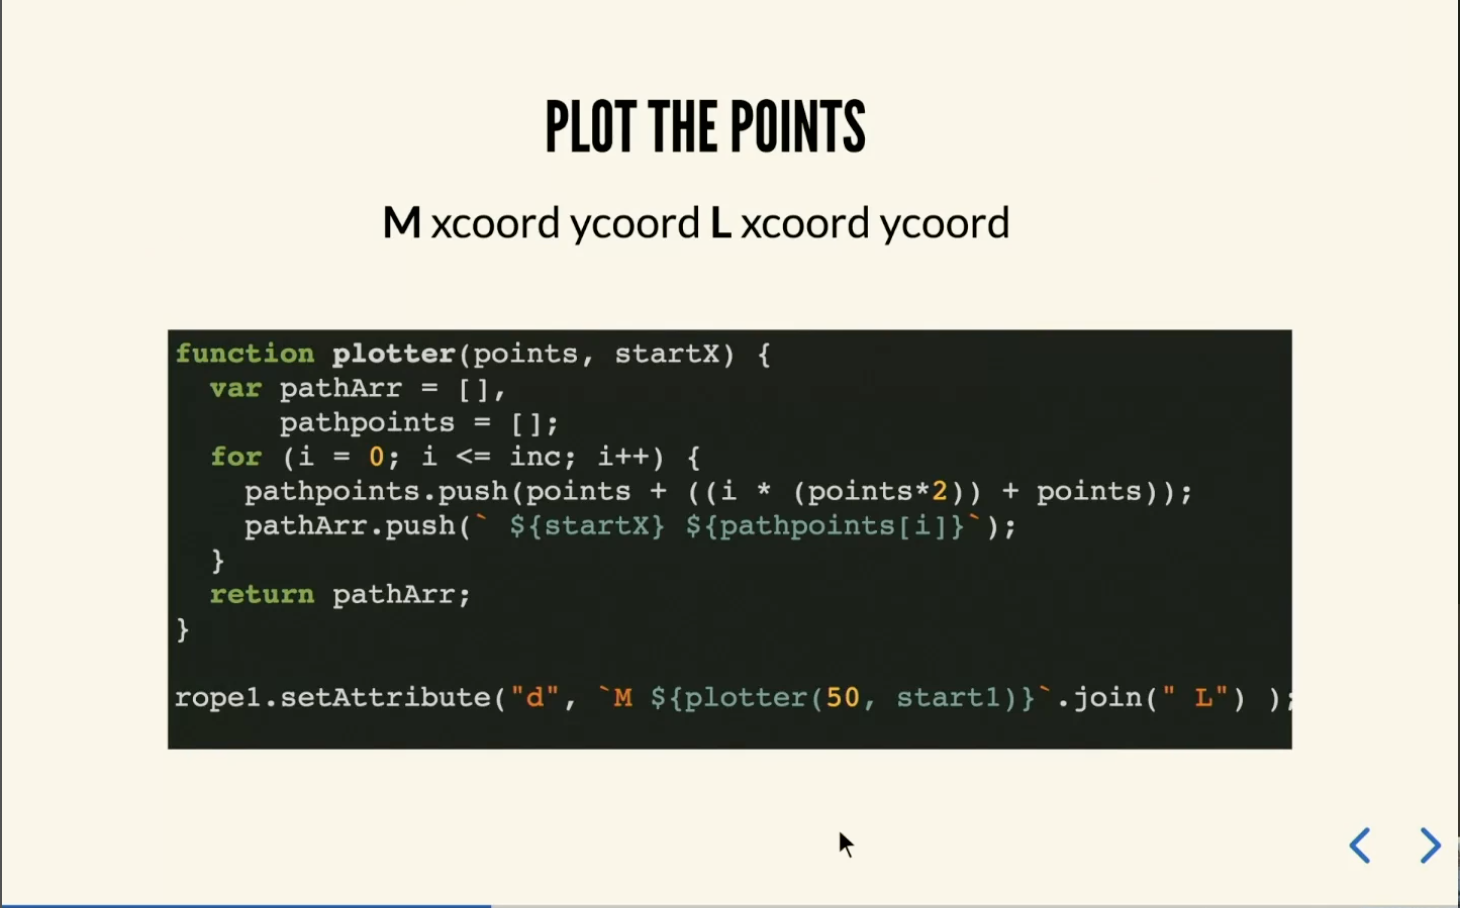 PLOT THE POINTS
M xcoord ycoord L xcoord ycoord
function plotter(points, startX) {
  var pathArr = [],
      pathpoints = [];
  for (i = 0; i <= inc; i++) {
    pathpoints.push(points + ((i * (points*2)) + points));
    pathArr.push(` ${startX} ${pathpoints[i]}`);
  }
  return pathArr;
}
rope1.setAttribute("d", `M ${plotter(50, start1)}`.join(" L") );